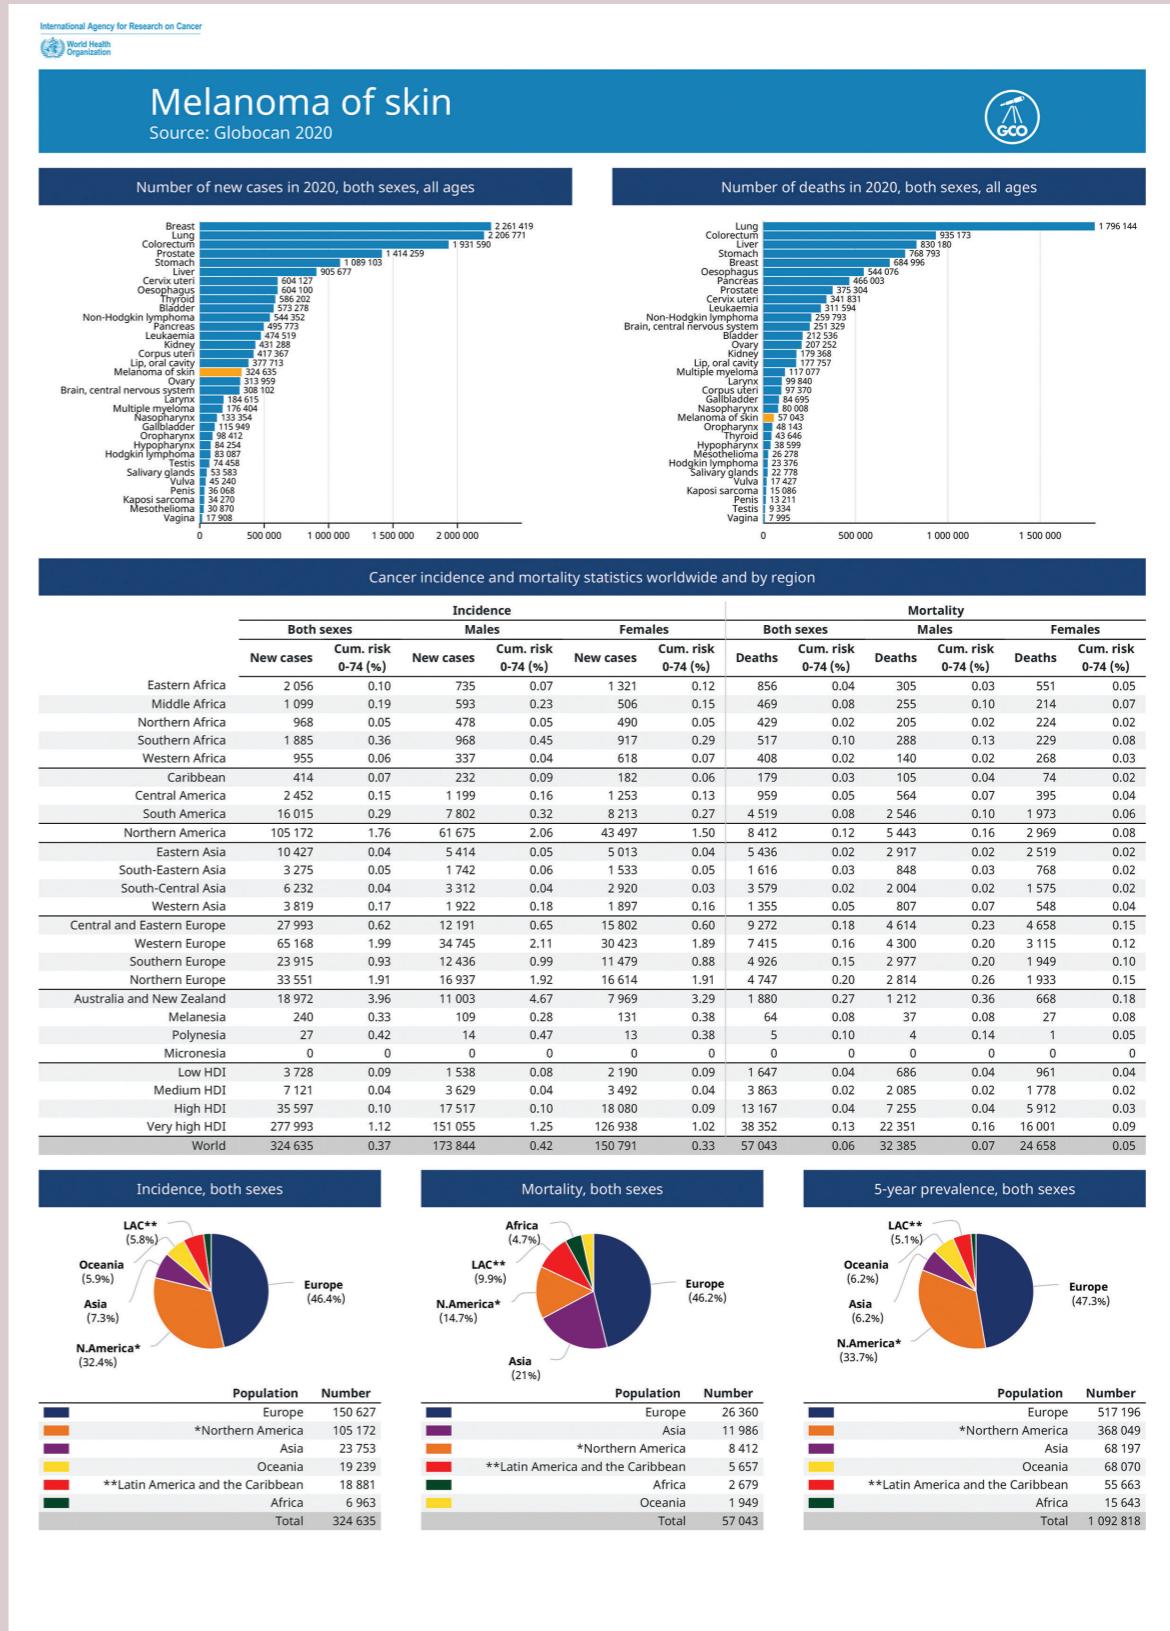 International Agency for Research on Cancer
World Health
Organization
Melanoma of skin
Source: Globocan 2020
GCO
Number of new cases in 2020, both sexes, all ages
Breast 2 261 419
Lung 2 206 771
Colorectum 1 931 590
Prostate 1 414 259
Stomach 1 089 103
Liver 905 677
Cervix uteri 604 127
Oesophagus 604 100
Thyroid 586 202
Bladder 573 278
Non-Hodgkin lymphoma 544 352
Pancreas 495 773
Leukaemia 474 519
Kidney 431 288
Corpus uteri 417 367
Lip, oral cavity 377 713
Melanoma of skin 324 635
Ovary 313 959
Brain, central nervous system 308 102
Larynx 184 615
Multiple myeloma 176 404
Nasopharynx 133 354
Gallbladder 115 949
Oropharynx 98 412
Hypopharynx 84 254
Hodgkin lymphoma 83 087
Testis 74 458
Salivary glands 53 583
Vulva 45 240
Penis 36 068
Kaposi sarcoma 34 270
Mesothelioma 30 870
Vagina 17 908
0 500 000 1 000 000 1 500 000 2 000 000
Number of deaths in 2020, both sexes, all ages
Lung 1 796 144
Colorectum 935 173
Liver 830 180
Stomach 768 793
Breast 684 996
Oesophagus 544 076
Pancreas 466 003
Prostate 375 304
Cervix uteri 341 831
Leukaemia 311 594
Non-Hodgkin lymphoma 259 793
Brain, central nervous system 251 329
Bladder 212 536
Ovary 207 252
Kidney 179 368
Lip, oral cavity 177 757
Multiple myeloma 117 077
Larynx 99 840
Corpus uteri 97 370
Gallbladder 84 695
Nasopharynx 80 008
Melanoma of skin 57 043
Oropharynx 48 143
Thyroid 43 646
Hypopharynx 38 599
Mesothelioma 26 278
Hodgkin lymphoma 23 376
Salivary glands 22 778
Vulva 17 427
Kaposi sarcoma 15 086
Penis 13 211
Testis 9 334
Vagina 7 995
0 500 000 1 000 000 1 500 000
Cancer incidence and mortality statistics worldwide and by region
Incidence Mortality
Both sexes Males Females Both sexes Males Females
New cases Cum. risk 0-74 (%) New cases Cum. risk 0-74 (%) New cases Cum. risk 0-74 (%) Deaths Cum. risk 0-74 (%) Deaths Cum. risk 0-74 (%) Deaths Cum. risk 0-74 (%)
Eastern Africa 2 056 0.10 735 0.07 1 321 0.12 856 0.04 305 0.03 551 0.05
Middle Africa 1 099 0.19 593 0.23 506 0.15 469 0.08 255 0.10 214 0.07
Northern Africa 968 0.05 478 0.05 490 0.05 429 0.02 205 0.02 224 0.02
Southern Africa 1 885 0.36 968 0.45 917 0.29 517 0.10 288 0.13 229 0.08
Western Africa 955 0.06 337 0.04 618 0.07 408 0.02 140 0.02 268 0.03
Caribbean 414 0.07 232 0.09 182 0.06 179 0.03 105 0.04 74 0.02
Central America 2 452 0.15 1 199 0.16 1 253 0.13 959 0.05 564 0.07 395 0.04
South America 16 015 0.29 7 802 0.32 8 213 0.27 4 519 0.08 2 546 0.10 1 973 0.06
Northern America 105 172 1.76 61 675 2.06 43 497 1.50 8 412 0.12 5 443 0.16 2 969 0.08
Eastern Asia 10 427 0.04 5 414 0.05 5 013 0.04 5 436 0.02 2 917 0.02 2 519 0.02
South-Eastern Asia 3 275 0.05 1 742 0.06 1 533 0.05 1 616 0.03 848 0.03 768 0.02
South-Central Asia 6 232 0.04 3 312 0.04 2 920 0.03 3 579 0.02 2 004 0.02 1 575 0.02
Western Asia 3 819 0.17 1 922 0.18 1 897 0.16 1 355 0.05 807 0.07 548 0.04
Central and Eastern Europe 27 993 0.62 12 191 0.65 15 802 0.60 9 272 0.18 4 614 0.23 4 658 0.15
Western Europe 65 168 1.99 34 745 2.11 30 423 1.89 7 415 0.16 4 300 0.20 3 115 0.12
Southern Europe 23 915 0.93 12 436 0.99 11 479 0.88 4 926 0.15 2 977 0.20 1 949 0.10
Northern Europe 33 551 1.91 16 937 1.92 16 614 1.91 4 747 0.20 2 814 0.26 1 933 0.15
Australia and New Zealand 18 972 3.96 11 003 4.67 7 969 3.29 1 880 0.27 1 212 0.36 668 0.18
Melanesia 240 0.33 109 0.28 131 0.38 64 0.08 37 0.08 27 0.08
Polynesia 27 0.42 14 0.47 13 0.38 5 0.10 4 0.14 1 0.05
Micronesia 0 0 0 0 0 0 0 0 0 0 0 0
Low HDI 3 728 0.09 1 538 0.08 2 190 0.09 1 647 0.04 686 0.04 961 0.04
Medium HDI 7 121 0.04 3 629 0.04 3 492 0.04 3 863 0.02 2 085 0.02 1 778 0.02
High HDI 35 597 0.10 17 517 0.10 18 080 0.09 13 167 0.04 7 255 0.04 5 912 0.03
Very high HDI 277 993 1.12 151 055 1.25 126 938 1.02 38 352 0.13 22 351 0.16 16 001 0.09
World 324 635 0.37 173 844 0.42 150 791 0.33 57 043 0.06 32 385 0.07 24 658 0.05
Incidence, both sexes
LAC**
(5.8%)
Oceania
(5.9%)
Asia
(7.3%)
N.America*
(32.4%)
Europe
(46.4%)
Population Number
Europe 150 627
*Northern America 105 172
Asia 23 753
Oceania 19 239
**Latin America and the Caribbean 18 881
Africa 6 963
Total 324 635
Mortality, both sexes
Africa
(4.7%)
LAC**
(9.9%)
N.America*
(14.7%)
Asia
(21%)
Europe
(46.2%)
Population Number
Europe 26 360
Asia 11 986
*Northern America 8 412
**Latin America and the Caribbean 5 657
Africa 2 679
Oceania 1 949
Total 57 043
5-year prevalence, both sexes
LAC**
(5.1%)
Oceania
(6.2%)
Asia
(6.2%)
N.America*
(33.7%)
Europe
(47.3%)
Population Number
Europe 517 196
*Northern America 368 049
Asia 68 197
Oceania 68 070
**Latin America and the Caribbean 55 663
Africa 15 643
Total 1 092 818